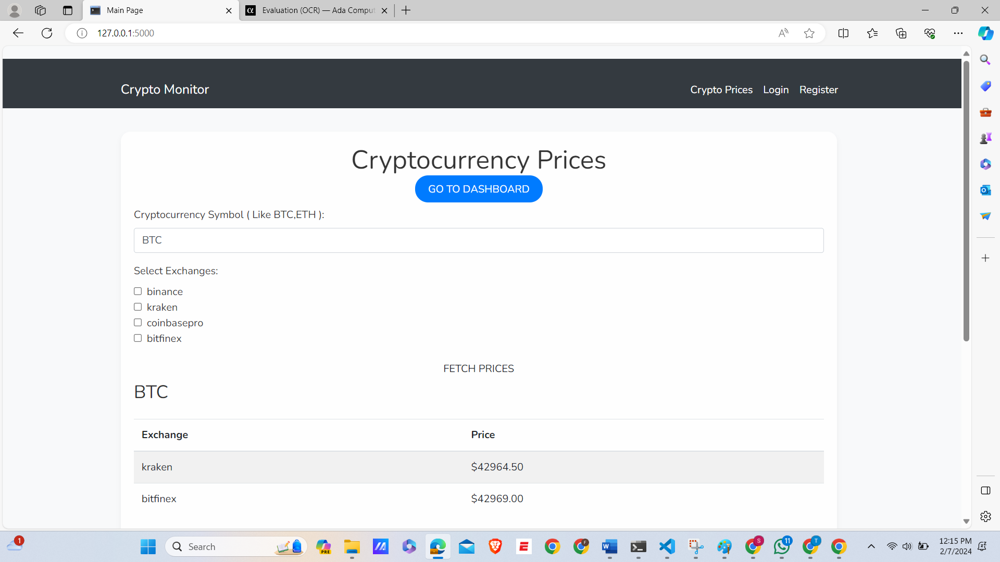 Main Page
Evaluation (OCR) — Ada Comput
127.0.0.1:5000
Crypto Monitor
Crypto Prices Login Register
Cryptocurrency Prices
GO TO DASHBOARD
Cryptocurrency Symbol ( Like BTC,ETH ):
BTC
Select Exchanges:
binance
kraken
coinbasepro
bitfinex
FETCH PRICES
BTC
Exchange Price
kraken $42964.50
bitfinex $42969.00
1
Search
PRE
F
S
11
T
12:15 PM
2/7/2024